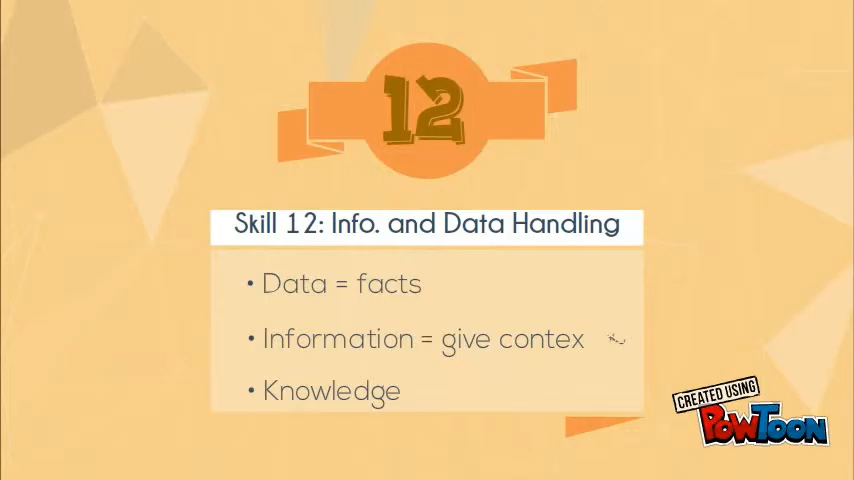 12
Skill 12: Info. and Data Handling
• Data = facts
• Information = give contex
• Knowledge
CREATED USING
POWTOON